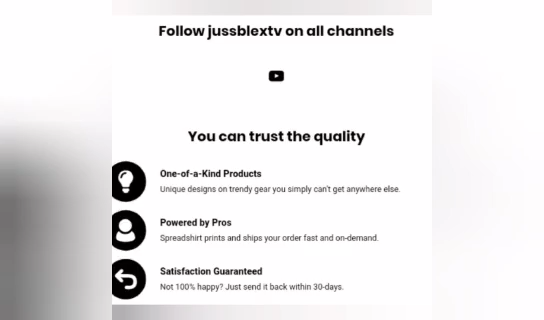 Follow jussblextv on all channels
You can trust the quality
One-of-a-Kind Products
Unique designs on trendy gear you simply can't get anywhere else.
Powered by Pros
Spreadshirt prints and ships your order fast and on-demand.
Satisfaction Guaranteed
Not 100% happy? Just send it back within 30-days.